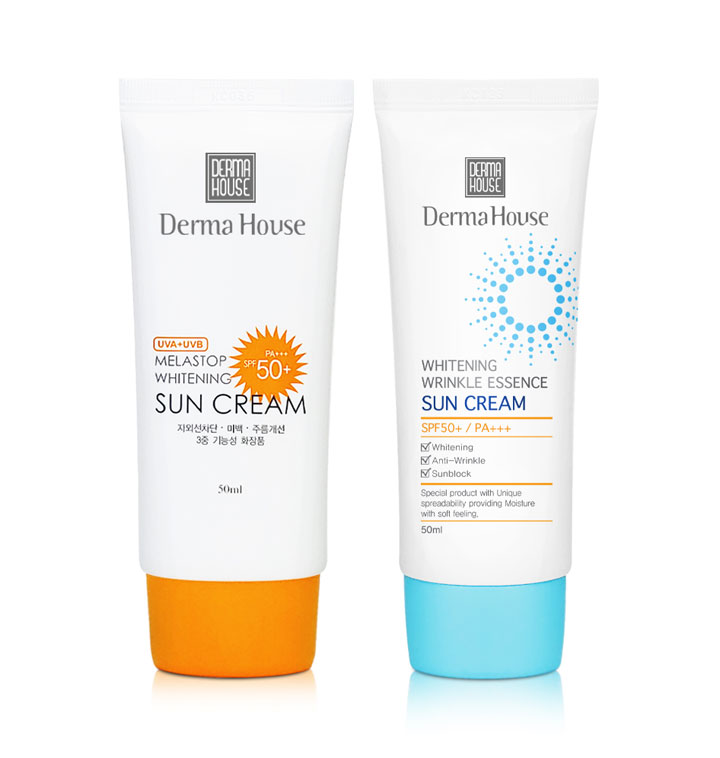 DERMA
HOUSE
Derma House
UVA+UVB
MELASTOP
WHITENING
SPF 50+
PA+++
SUN CREAM
자외선차단 · 미백 · 주름개선
3중 기능성 화장품
50ml
DERMA
HOUSE
Derma House
WHITENING
WRINKLE ESSENCE
SUN CREAM
SPF50+ / PA+++
Whitening
Anti-Wrinkle
Sunblock
Special product with Unique
spreadability providing Moisture
with soft feeling.
50ml